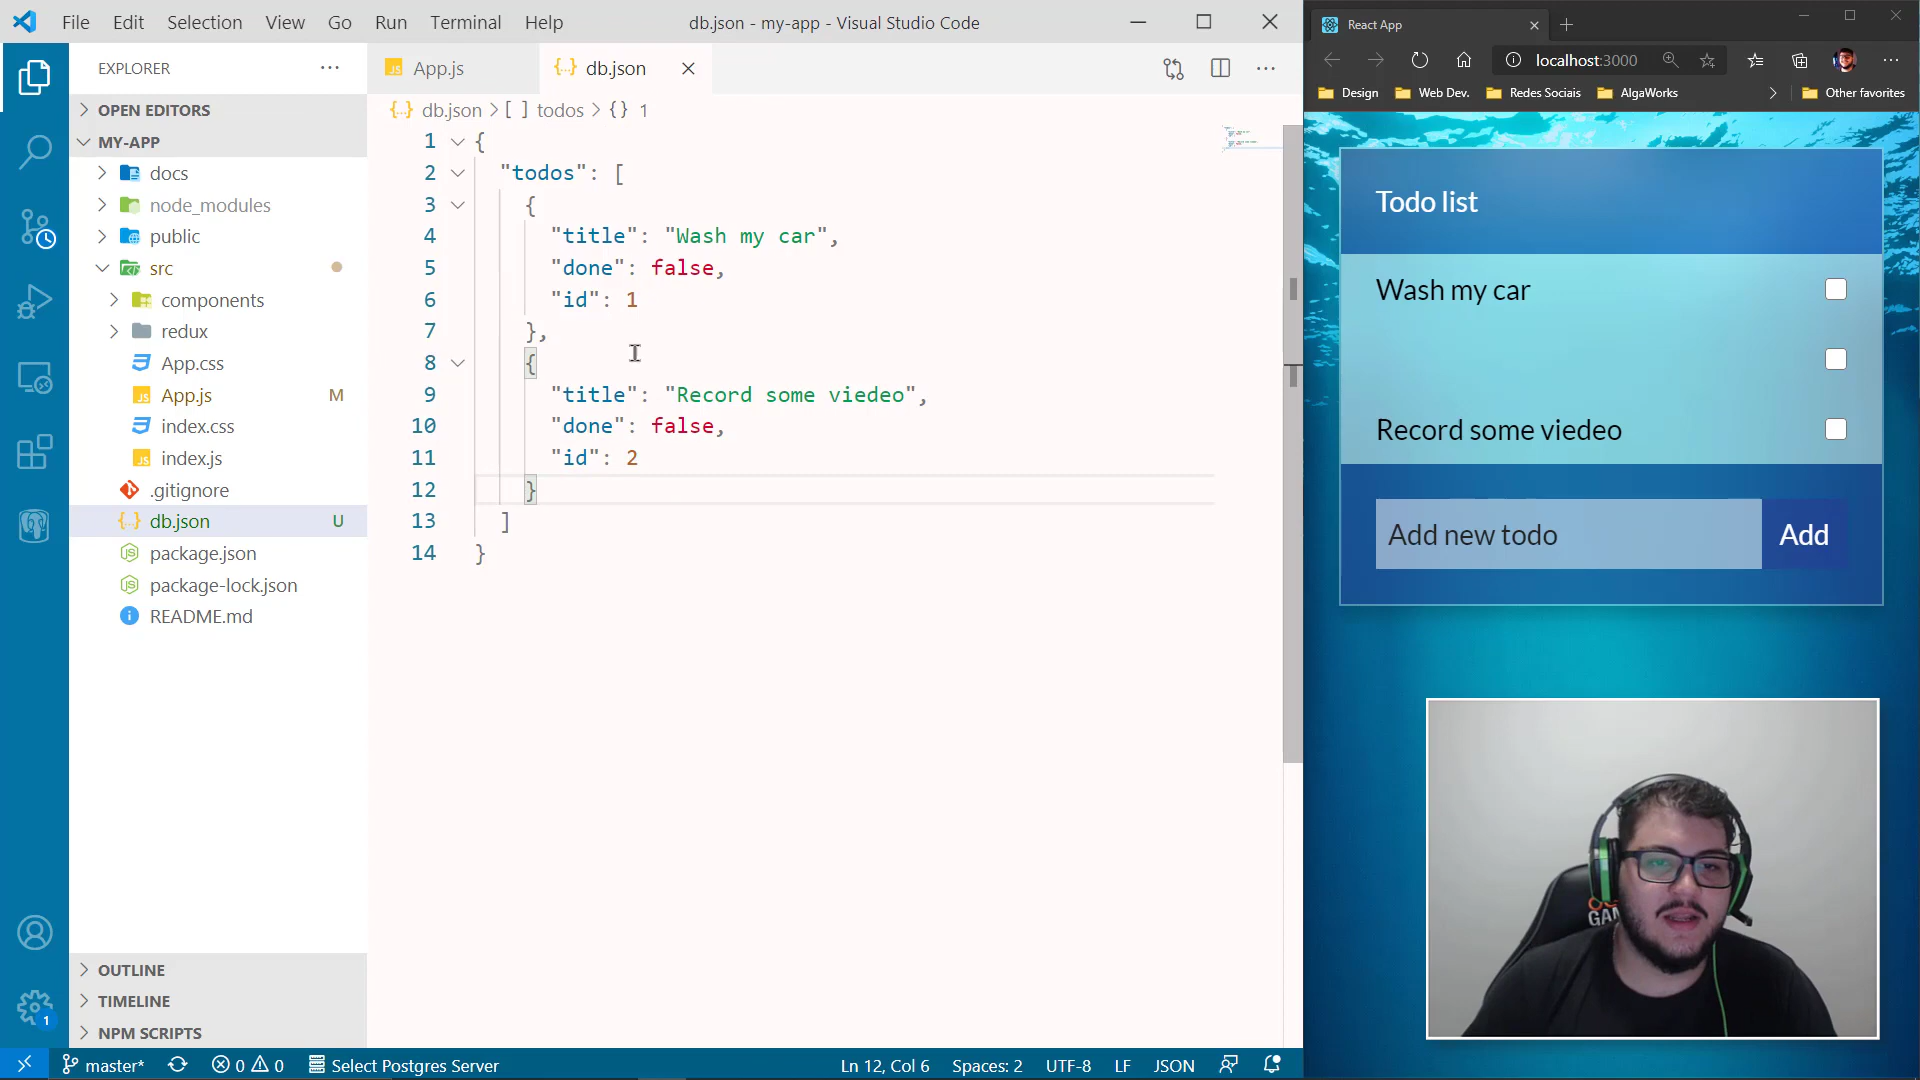 File Edit Selection View Go Run Terminal Help
db.json - my-app - Visual Studio Code
EXPLORER
OPEN EDITORS
MY-APP
docs
node_modules
public
src
components
redux
App.css
App.js M
index.css
index.js
.gitignore
db.json U
package.json
package-lock.json
README.md
OUTLINE
TIMELINE
NPM SCRIPTS
App.js
db.json
db.json > [ ] todos > {} 1
1 {
2 "todos": [
3 {
4 "title": "Wash my car",
5 "done": false,
6 "id": 1
7 },
8 {
9 "title": "Record some viedeo",
10 "done": false,
11 "id": 2
12 }
13 ]
14 }
1
master*
0 0
Select Postgres Server
Ln 12, Col 6
Spaces: 2
UTF-8
LF
JSON
React App
localhost:3000
Design
Web Dev.
Redes Sociais
AlgaWorks
Other favorites
Todo list
Wash my car
Record some viedeo
Add new todo
Add
GAM